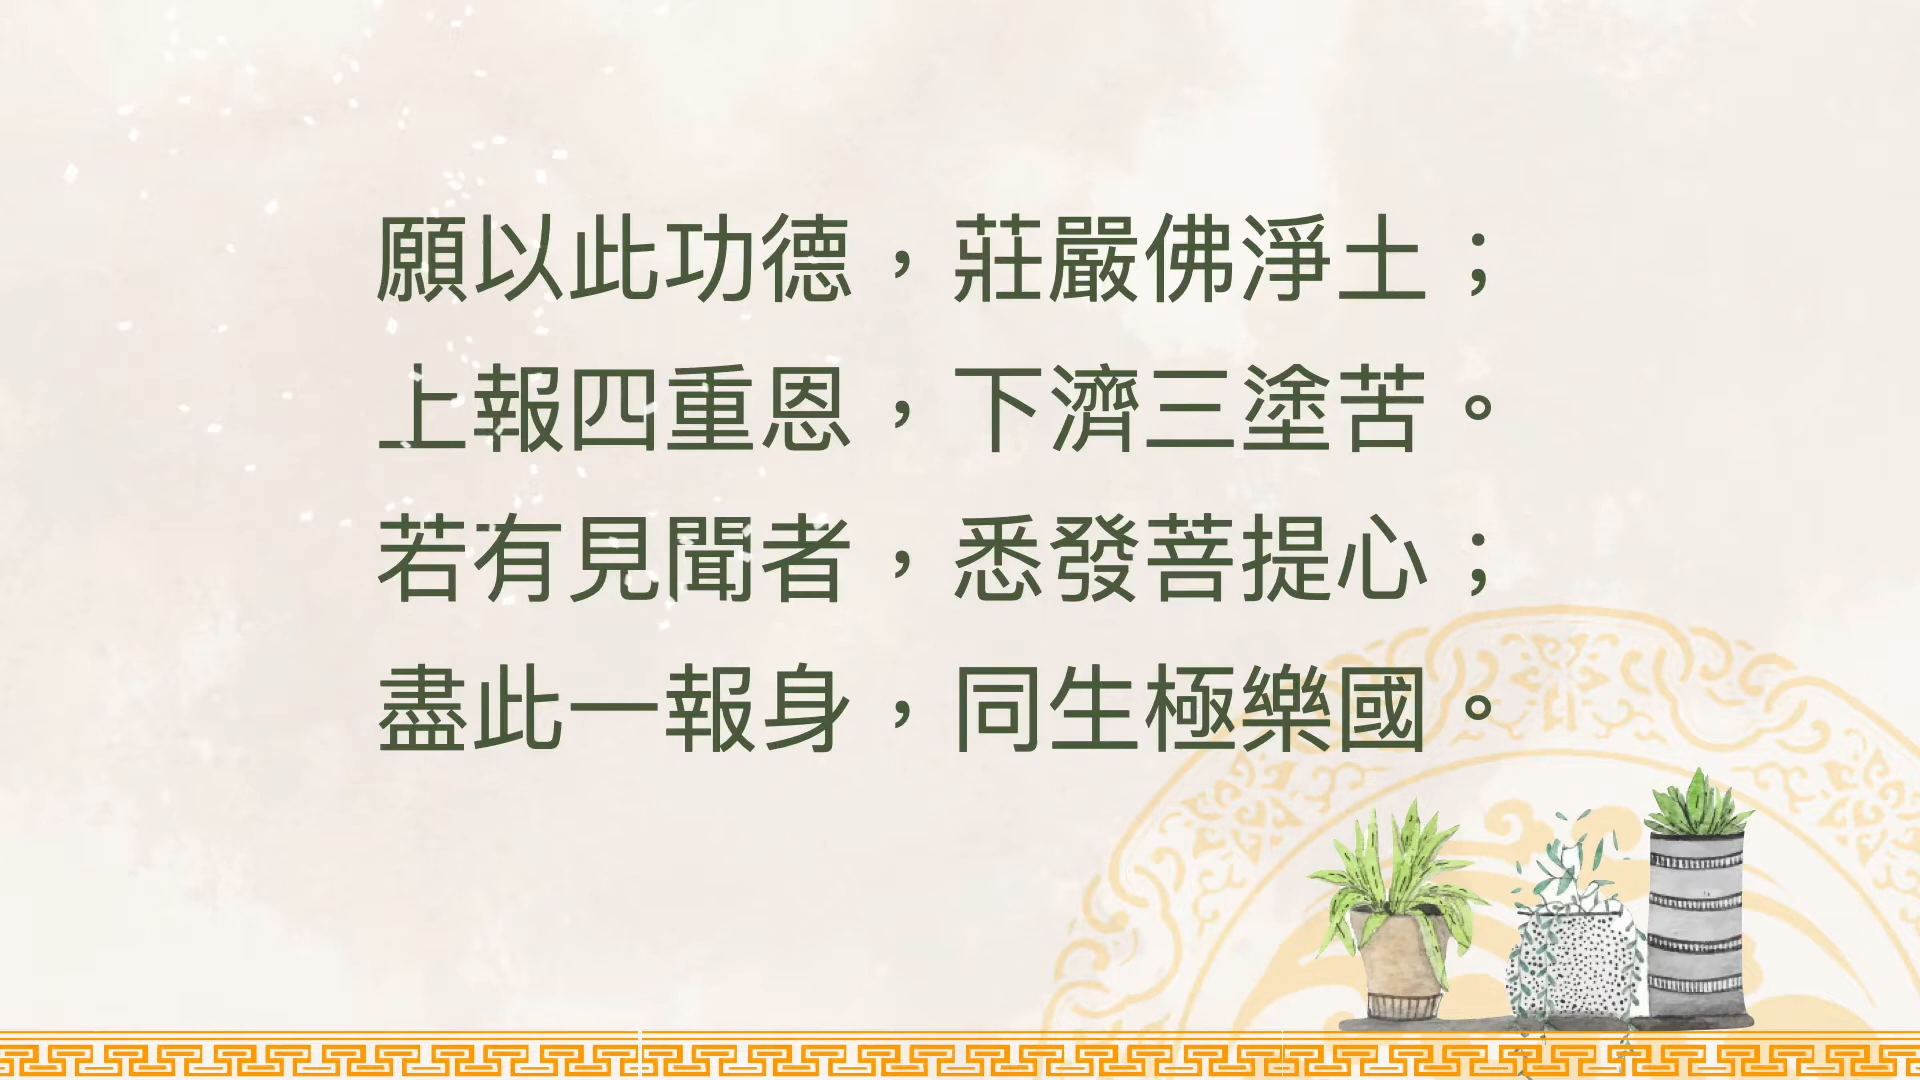 願以此功德，莊嚴佛淨土；
上報四重恩，下濟三塗苦。
若有見聞者，悉發菩提心；
盡此一報身，同生極樂國。